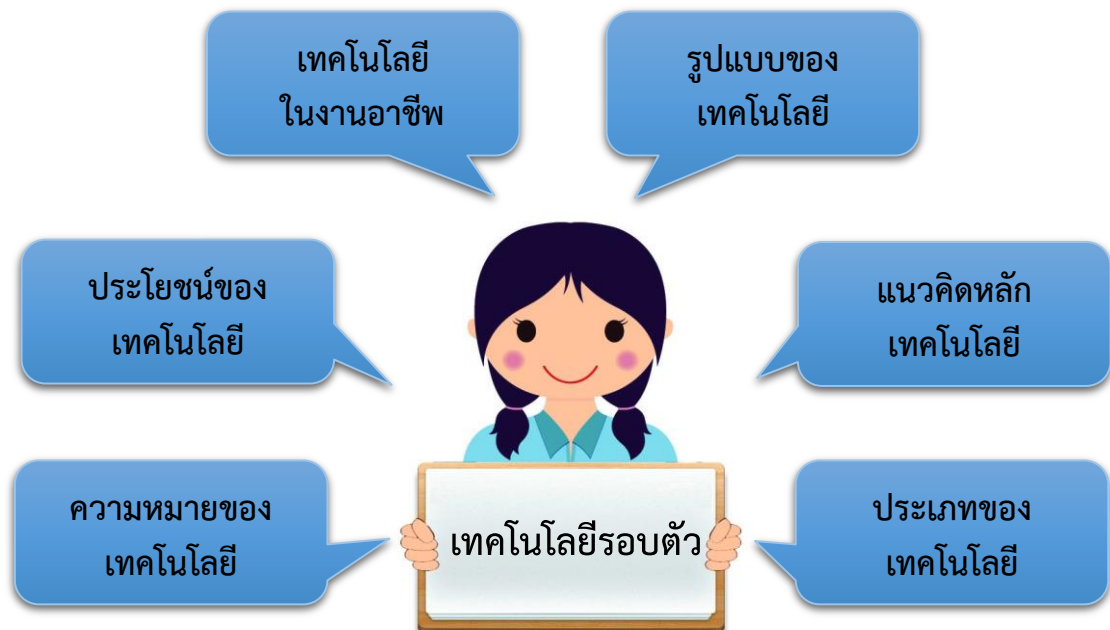 เทคโนโลยี
ในงานอาชีพ
รูปแบบของ
เทคโนโลยี
ประโยชน์ของ
เทคโนโลยี
แนวคิดหลัก
เทคโนโลยี
ความหมายของ
เทคโนโลยี
เทคโนโลยีรอบตัว
ประเภทของ
เทคโนโลยี